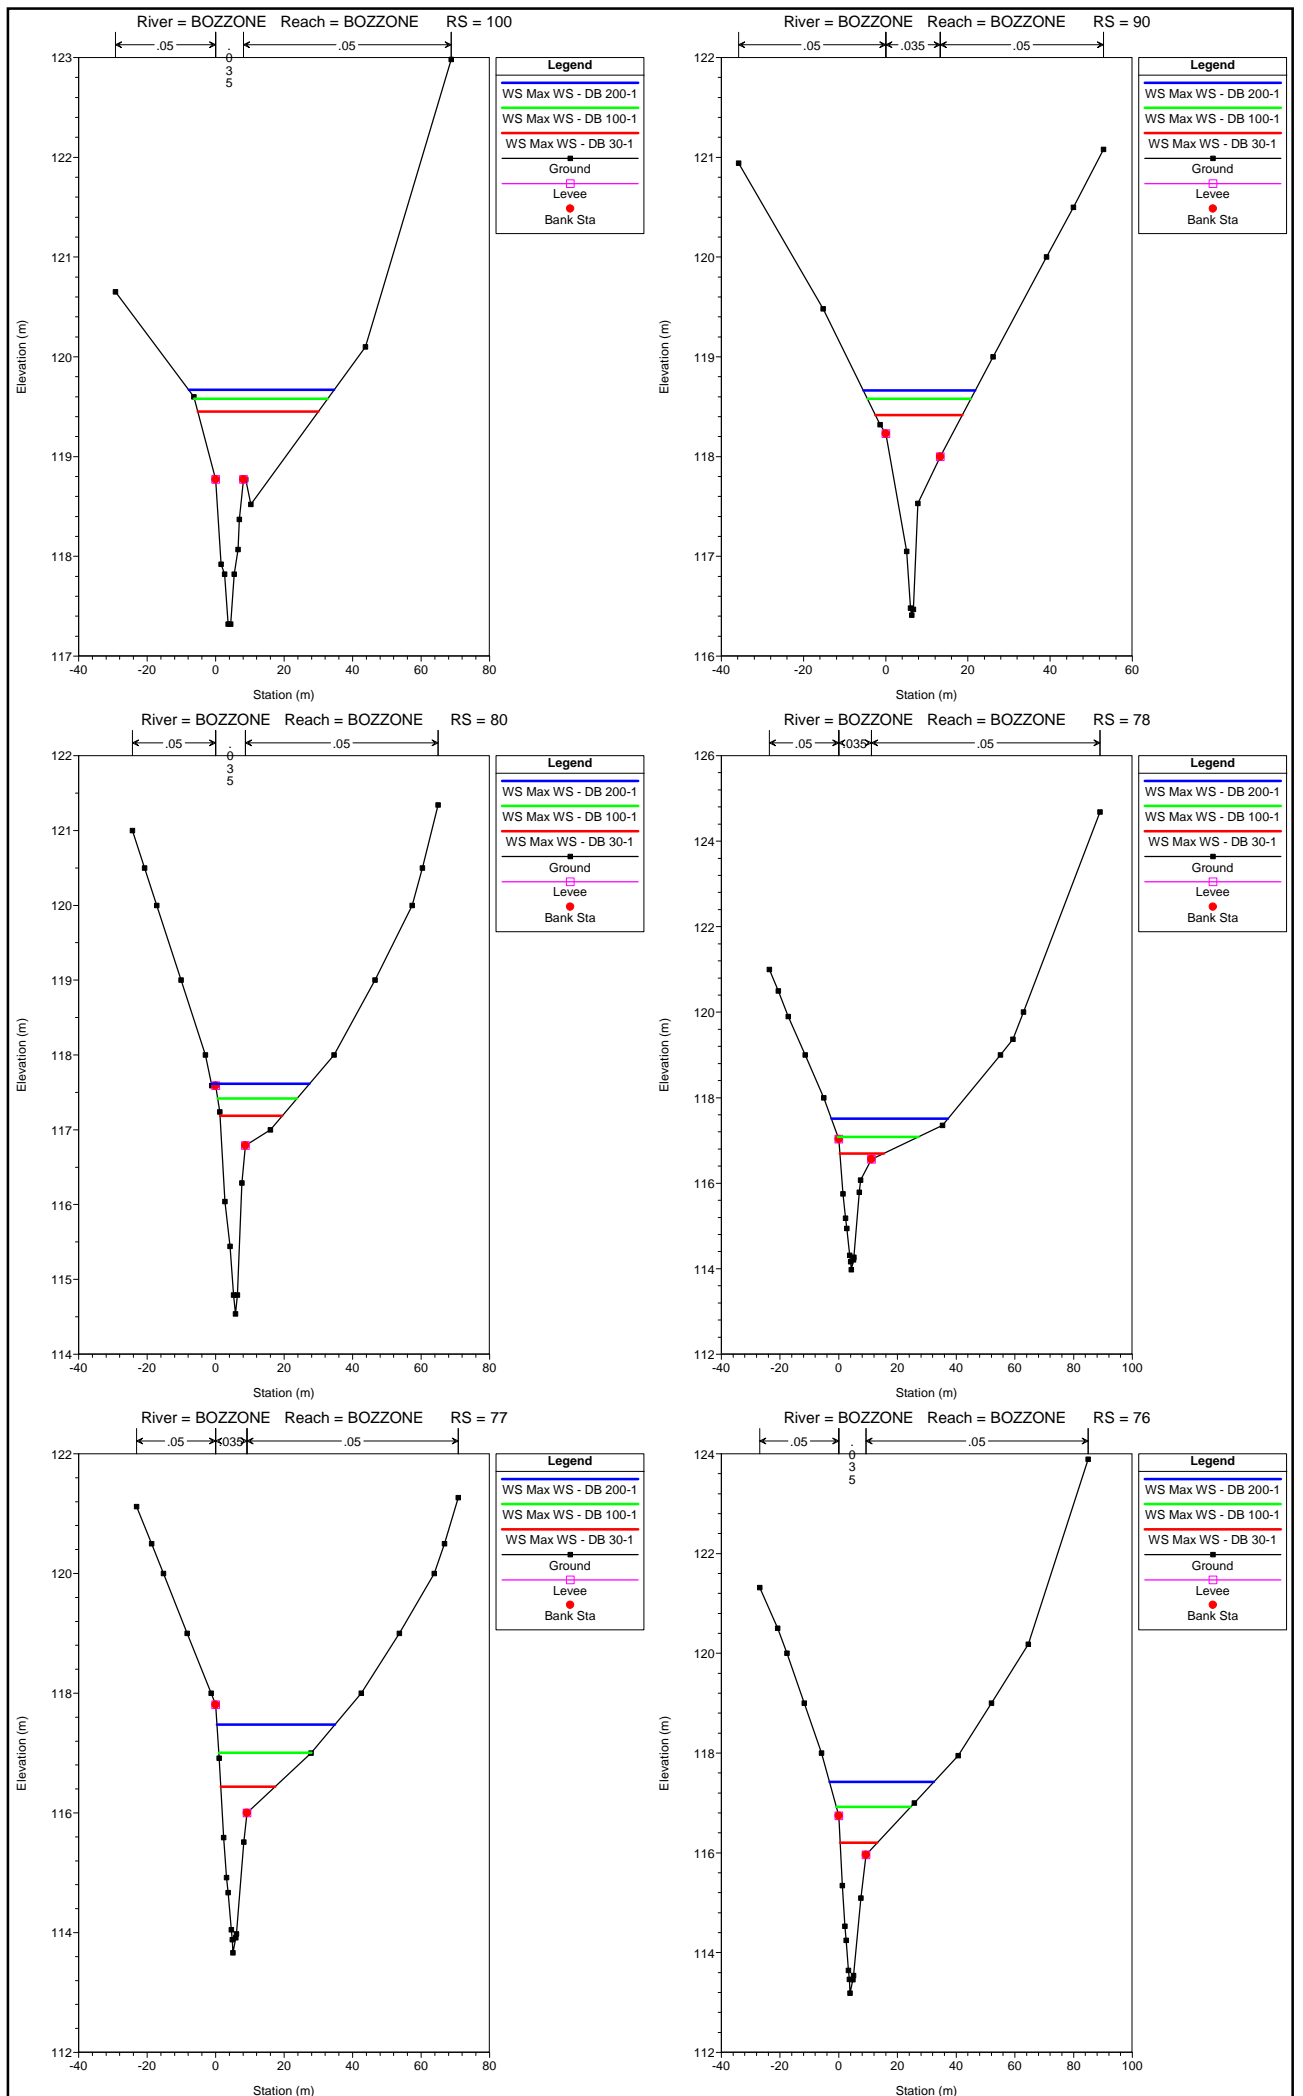 River = BOZZONE Reach = BOZZONE RS = 100
.05 .035 .05
Legend
WS Max WS - DB 200-1
WS Max WS - DB 100-1
WS Max WS - DB 30-1
Ground
Levee
Bank Sta
Elevation (m)
123
122
121
120
119
118
117
-40 -20 0 20 40 60 80
Station (m)
River = BOZZONE Reach = BOZZONE RS = 90
.05 .035 .05
Legend
WS Max WS - DB 200-1
WS Max WS - DB 100-1
WS Max WS - DB 30-1
Ground
Levee
Bank Sta
Elevation (m)
122
121
120
119
118
117
116
-40 -20 0 20 40 60
Station (m)
River = BOZZONE Reach = BOZZONE RS = 80
.05 .035 .05
Legend
WS Max WS - DB 200-1
WS Max WS - DB 100-1
WS Max WS - DB 30-1
Ground
Levee
Bank Sta
Elevation (m)
122
121
120
119
118
117
116
115
114
-40 -20 0 20 40 60 80
Station (m)
River = BOZZONE Reach = BOZZONE RS = 78
.05 .035 .05
Legend
WS Max WS - DB 200-1
WS Max WS - DB 100-1
WS Max WS - DB 30-1
Ground
Levee
Bank Sta
Elevation (m)
126
124
122
120
118
116
114
112
-40 -20 0 20 40 60 80 100
Station (m)
River = BOZZONE Reach = BOZZONE RS = 77
.05 .035 .05
Legend
WS Max WS - DB 200-1
WS Max WS - DB 100-1
WS Max WS - DB 30-1
Ground
Levee
Bank Sta
Elevation (m)
122
120
118
116
114
112
-40 -20 0 20 40 60 80
Station (m)
River = BOZZONE Reach = BOZZONE RS = 76
.05 .035 .05
Legend
WS Max WS - DB 200-1
WS Max WS - DB 100-1
WS Max WS - DB 30-1
Ground
Levee
Bank Sta
Elevation (m)
124
122
120
118
116
114
112
-40 -20 0 20 40 60 80 100
Station (m)